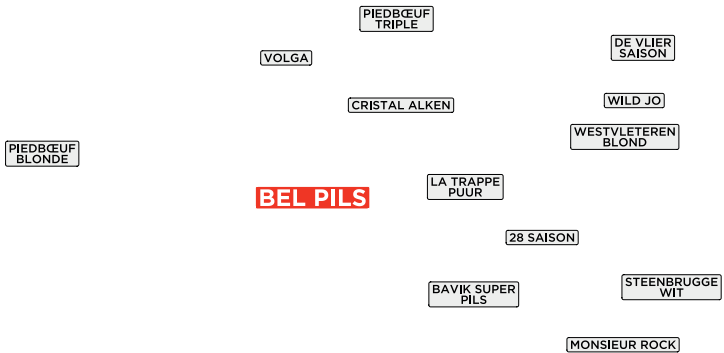 PIEDBŒUF
TRIPLE
DE VLIER
SAISON
VOLGA
CRISTAL ALKEN
WILD JO
WESTVLETEREN
BLOND
PIEDBŒUF
BLONDE
LA TRAPPE
PUUR
BEL PILS
28 SAISON
BAVIK SUPER
PILS
STEENBRUGGE
WIT
MONSIEUR ROCK